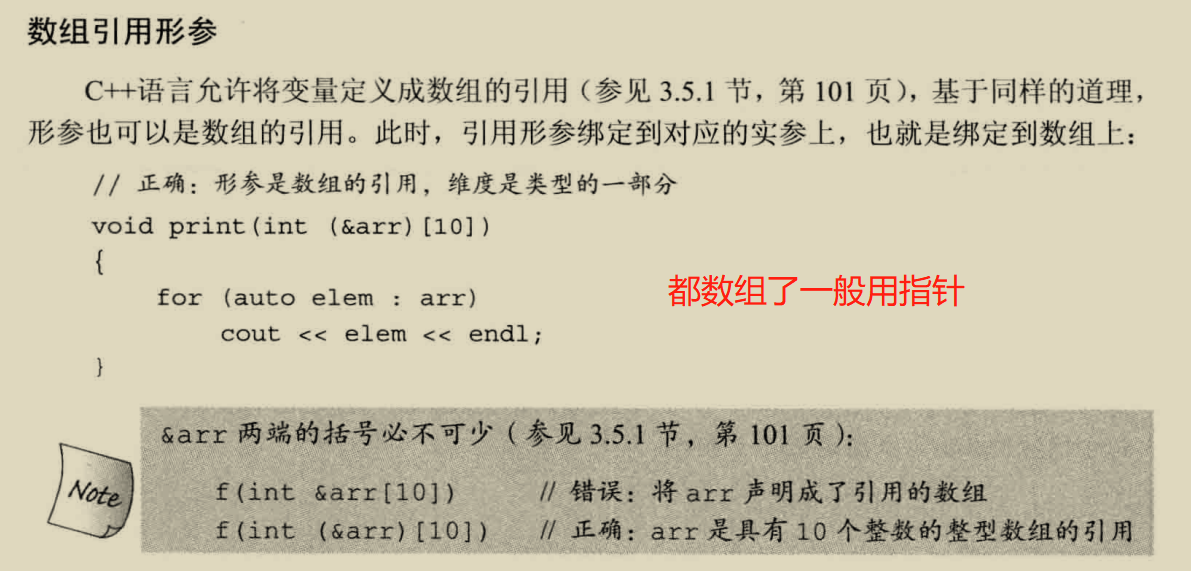 数组引用形参
C++语言允许将变量定义成数组的引用（参见 3.5.1 节，第 101 页），基于同样的道理，
形参也可以是数组的引用。此时，引用形参绑定到对应的实参上，也就是绑定到数组上：
// 正确：形参是数组的引用，维度是类型的一部分
void print(int (&arr)[10])
{
for (auto elem : arr)
都数组了一般用指针
cout << elem << endl;
}
&arr 两端的括号必不可少（参见 3.5.1 节，第 101 页）：
f(int &arr[10]) // 错误：将 arr 声明成了引用的数组
f(int (&arr)[10]) // 正确：arr 是具有 10 个整数的整型数组的引用
Note